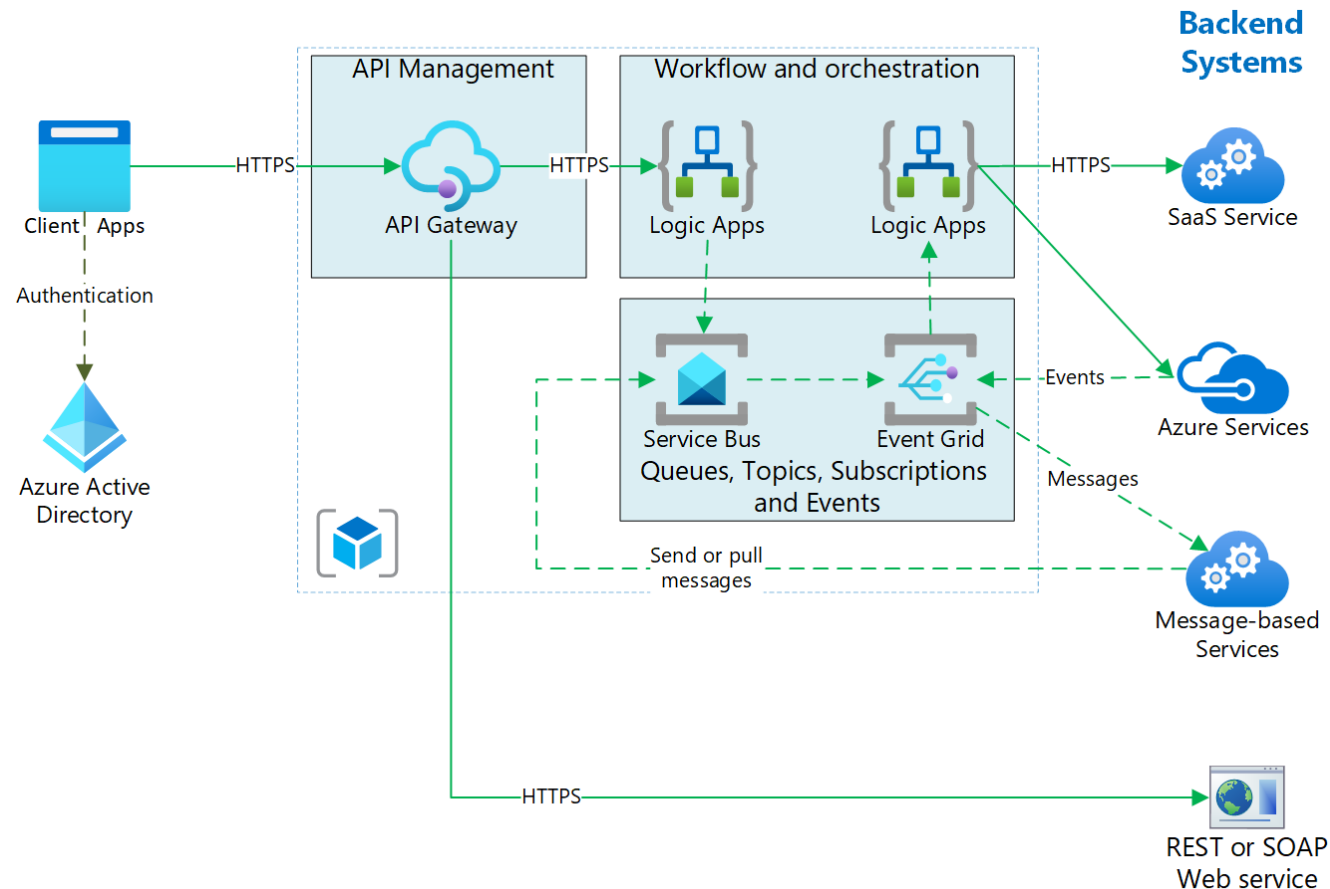 Backend
Systems
API Management
Workflow and orchestration
HTTPS
HTTPS
HTTPS
Client Apps
API Gateway
Logic Apps
Logic Apps
SaaS Service
Authentication
Events
Azure Services
Service Bus
Event Grid
Queues, Topics, Subscriptions
and Events
Messages
Azure Active
Directory
Send or pull
messages
Message-based
Services
HTTPS
REST or SOAP
Web service